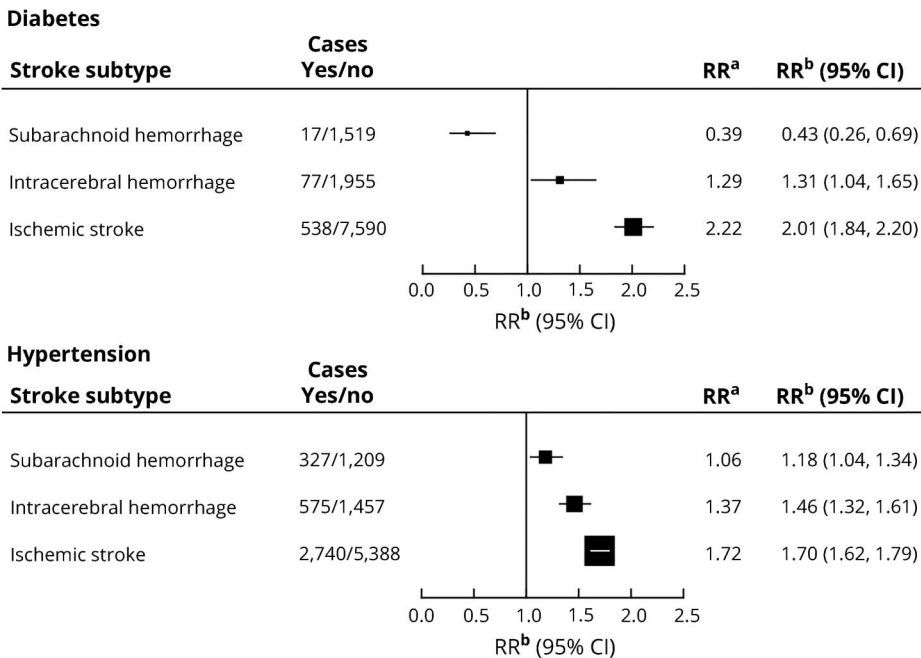 Diabetes
Cases
Stroke subtype Yes/no RRa RRb (95% CI)
Subarachnoid hemorrhage 17/1,519 0.39 0.43 (0.26, 0.69)
Intracerebral hemorrhage 77/1,955 1.29 1.31 (1.04, 1.65)
Ischemic stroke 538/7,590 2.22 2.01 (1.84, 2.20)
0.0 0.5 1.0 1.5 2.0 2.5
RRb (95% CI)
Hypertension
Cases
Stroke subtype Yes/no RRa RRb (95% CI)
Subarachnoid hemorrhage 327/1,209 1.06 1.18 (1.04, 1.34)
Intracerebral hemorrhage 575/1,457 1.37 1.46 (1.32, 1.61)
Ischemic stroke 2,740/5,388 1.72 1.70 (1.62, 1.79)
0.0 0.5 1.0 1.5 2.0 2.5
RRb (95% CI)